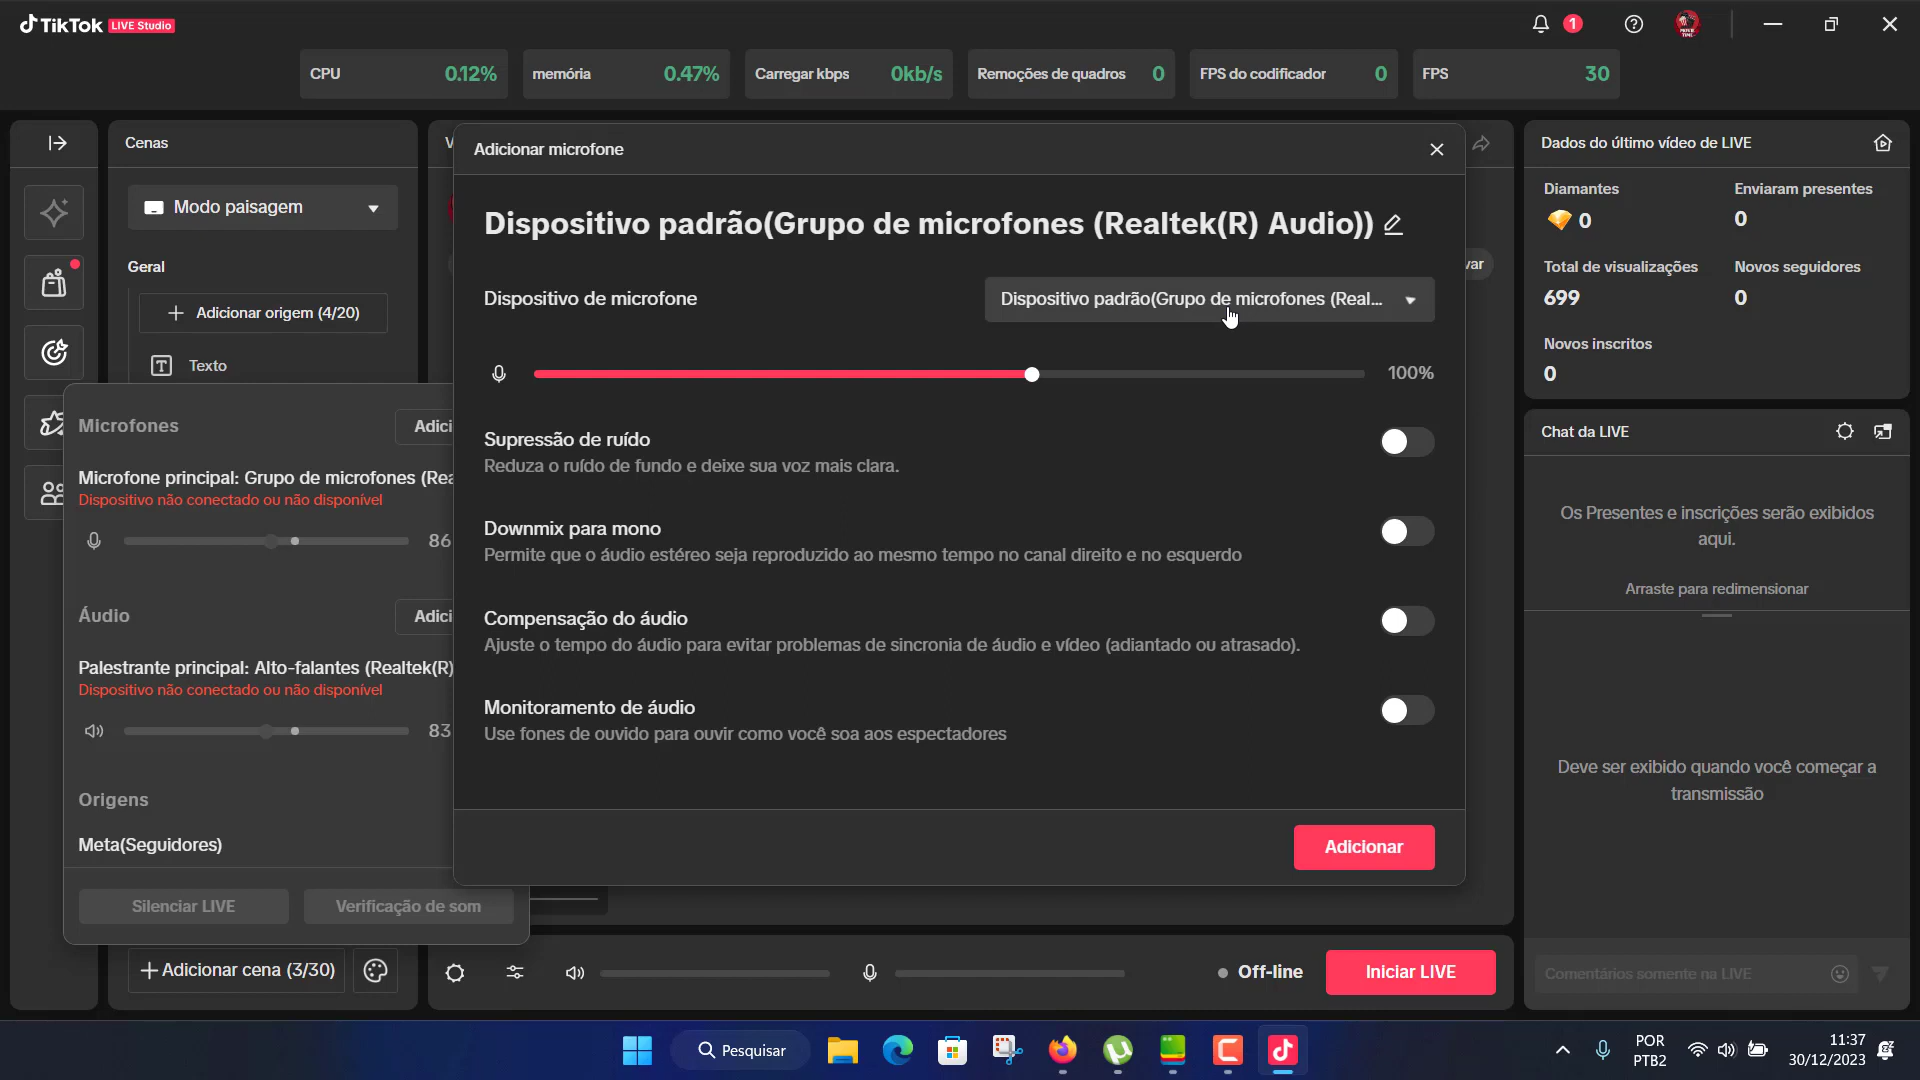 TikTok LIVE Studio
1
CPU 0.12%
memória 0.47%
Carregar kbps 0kb/s
Remoções de quadros 0
FPS do codificador 0
FPS 30
Cenas
Modo paisagem
Geral
Adicionar origem (4/20)
Texto
Microfones
Adici
Microfone principal: Grupo de microfones (Rea
Dispositivo não conectado ou não disponível
86
Áudio
Adici
Palestrante principal: Alto-falantes (Realtek(R)
Dispositivo não conectado ou não disponível
83
Origens
Meta(Seguidores)
Silenciar LIVE
Verificação de som
+ Adicionar cena (3/30)
Adicionar microfone
Dispositivo padrão(Grupo de microfones (Realtek(R) Audio))
Dispositivo de microfone
Dispositivo padrão(Grupo de microfones (Real...
100%
Supressão de ruído
Reduza o ruído de fundo e deixe sua voz mais clara.
Downmix para mono
Permite que o áudio estéreo seja reproduzido ao mesmo tempo no canal direito e no esquerdo
Compensação do áudio
Ajuste o tempo do áudio para evitar problemas de sincronia de áudio e vídeo (adiantado ou atrasado).
Monitoramento de áudio
Use fones de ouvido para ouvir como você soa aos espectadores
Adicionar
var
Off-line
Iniciar LIVE
Dados do último vídeo de LIVE
Diamantes
0
Enviaram presentes
0
Total de visualizações
699
Novos seguidores
0
Novos inscritos
0
Chat da LIVE
Os Presentes e inscrições serão exibidos
aqui.
Arraste para redimensionar
Deve ser exibido quando você começar a
transmissão
Comentários somente na LIVE
Pesquisar
POR
PTB2
11:37
30/12/2023